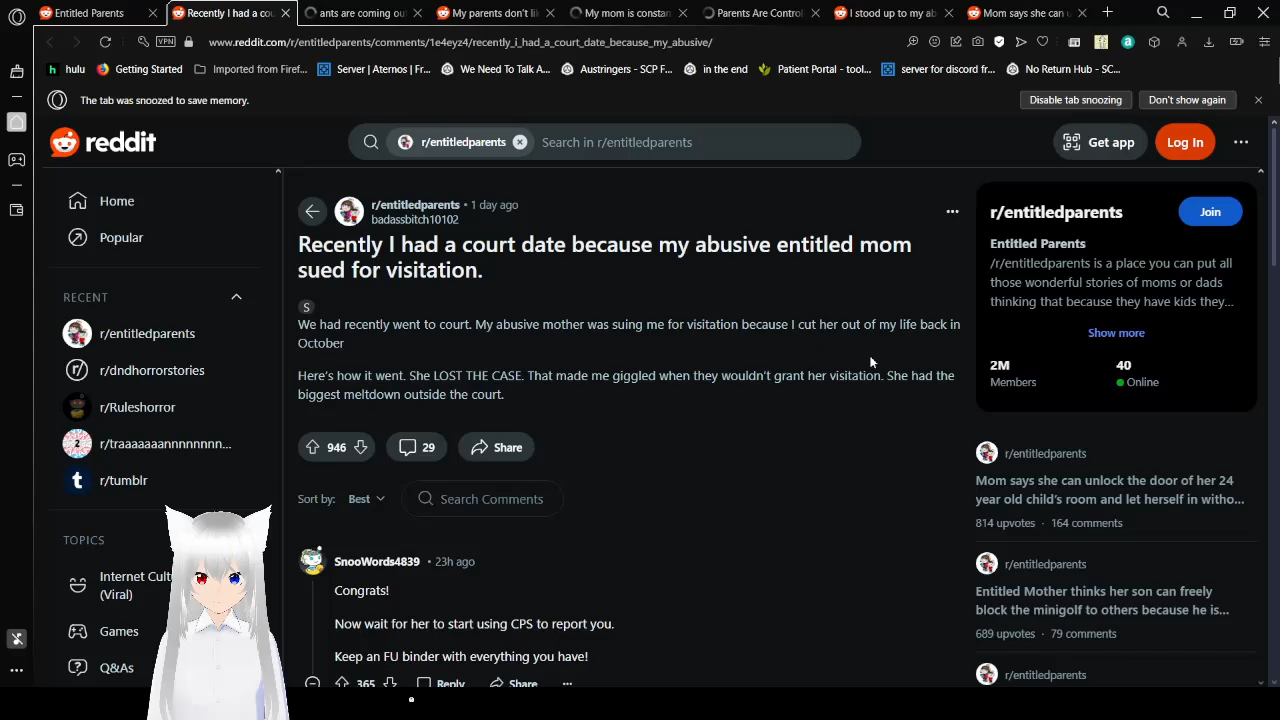 Entitled Parents
Recently I had a cou
ants are coming ou
My parents don't li
My mom is constan
Parents Are Control
I stood up to my ab
Mom says she can u
VPN
www.reddit.com/r/entitledparents/comments/1e4eyz4/recently_i_had_a_court_date_because_my_abusive/
hulu
Getting Started
Imported from Firef...
Server | Aternos | Fr...
We Need To Talk A...
Austringers - SCP F...
in the end
Patient Portal - tool...
server for discord fr...
No Return Hub - SC...
The tab was snoozed to save memory.
Disable tab snoozing
Don't show again
reddit
r/entitledparents
Search in r/entitledparents
Get app
Log In
Home
Popular
RECENT
r/entitledparents
r/dndhorrorstories
r/Ruleshorror
r/traaaaaaannnnnnnn...
r/tumblr
TOPICS
Internet Cult
(Viral)
Games
Q&As
r/entitledparents • 1 day ago
badassbitch10102
Recently I had a court date because my abusive entitled mom
sued for visitation.
S
We had recently went to court. My abusive mother was suing me for visitation because I cut her out of my life back in
October
Here's how it went. She LOST THE CASE. That made me giggled when they wouldn't grant her visitation. She had the
biggest meltdown outside the court.
946
29
Share
Sort by: Best
Search Comments
SnooWords4839 • 23h ago
Congrats!
Now wait for her to start using CPS to report you.
Keep an FU binder with everything you have!
365
Reply
Share
r/entitledparents
Join
Entitled Parents
/r/entitledparents is a place you can put all
those wonderful stories of moms or dads
thinking that because they have kids they...
Show more
2M
Members
40
Online
r/entitledparents
Mom says she can unlock the door of her 24
year old child's room and let herself in witho...
814 upvotes · 164 comments
r/entitledparents
Entitled Mother thinks her son can freely
block the minigolf to others because he is...
689 upvotes · 79 comments
r/entitledparents